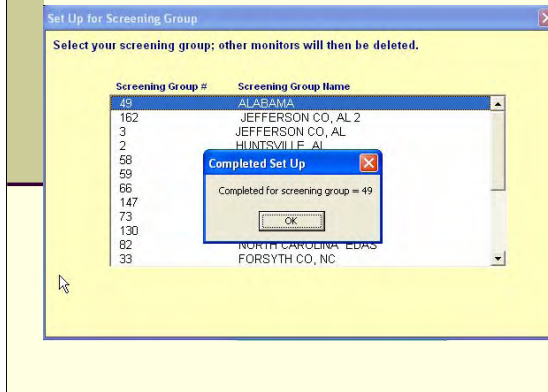 Set Up for Screening Group
Select your screening group; other monitors will then be deleted.
Screening Group # Screening Group Name
49 ALABAMA
162 JEFFERSON CO, AL 2
3 JEFFERSON CO, AL
2 HUNTSVILLE, AL
58
59
66
147
73
130
82 NORTH CAROLINA EDAS
33 FORSYTH CO, NC
Completed Set Up
Completed for screening group = 49
OK